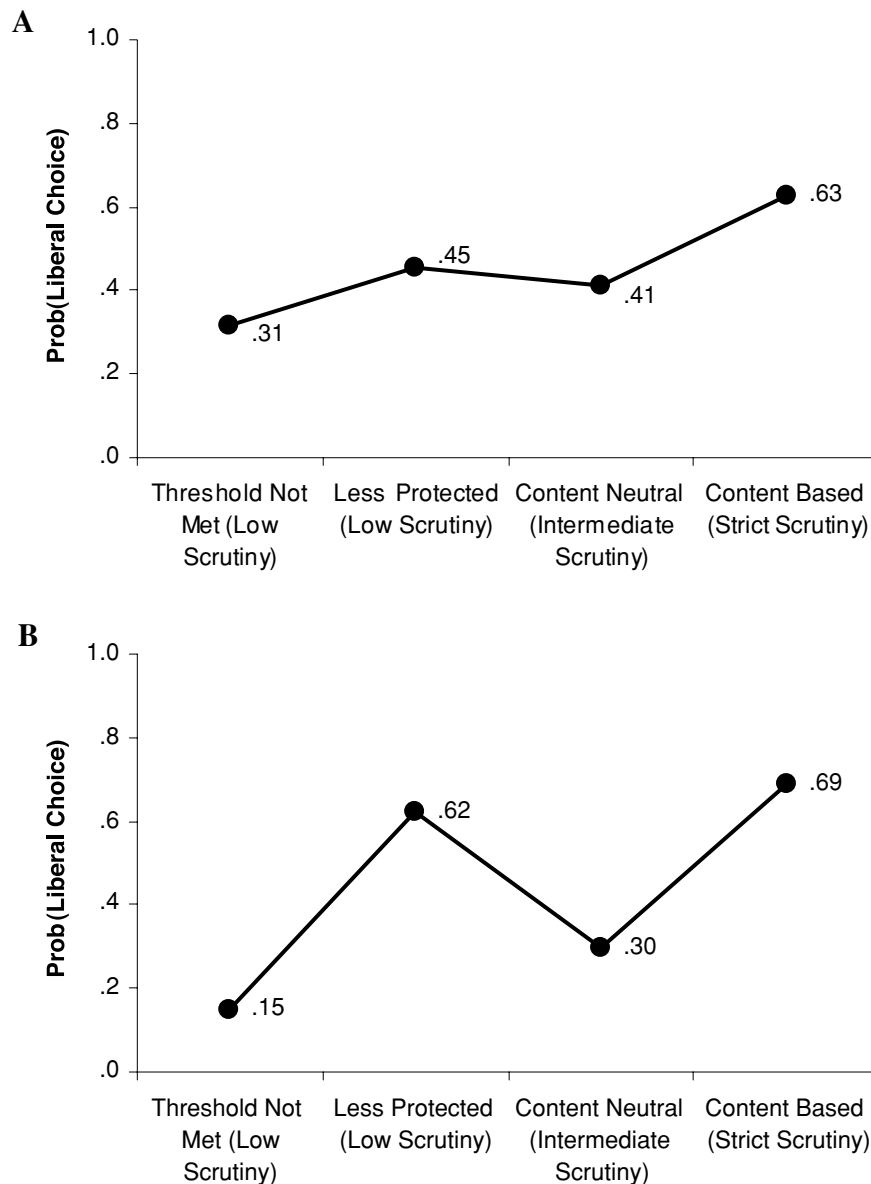 A
1.0
.8
.6
.4
.2
.0
Prob(Liberal Choice)
.31
.45
.41
.63
Threshold Not
Met (Low
Scrutiny)
Less Protected
(Low Scrutiny)
Content Neutral
(Intermediate
Scrutiny)
Content Based
(Strict Scrutiny)
B
1.0
.8
.6
.4
.2
.0
Prob(Liberal Choice)
.15
.62
.30
.69
Threshold Not
Met (Low
Scrutiny)
Less Protected
(Low Scrutiny)
Content Neutral
(Intermediate
Scrutiny)
Content Based
(Strict Scrutiny)